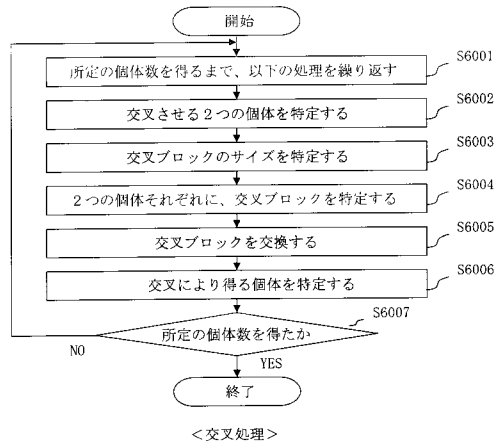 開始
所定の個体数を得るまで、以下の処理を繰り返す
S6001
交叉させる2つの個体を特定する
S6002
交叉ブロックのサイズを特定する
S6003
2つの個体それぞれに、交叉ブロックを特定する
S6004
交叉ブロックを交換する
S6005
交叉により得る個体を特定する
S6006
所定の個体数を得たか
S6007
NO
YES
終了
<交叉処理>